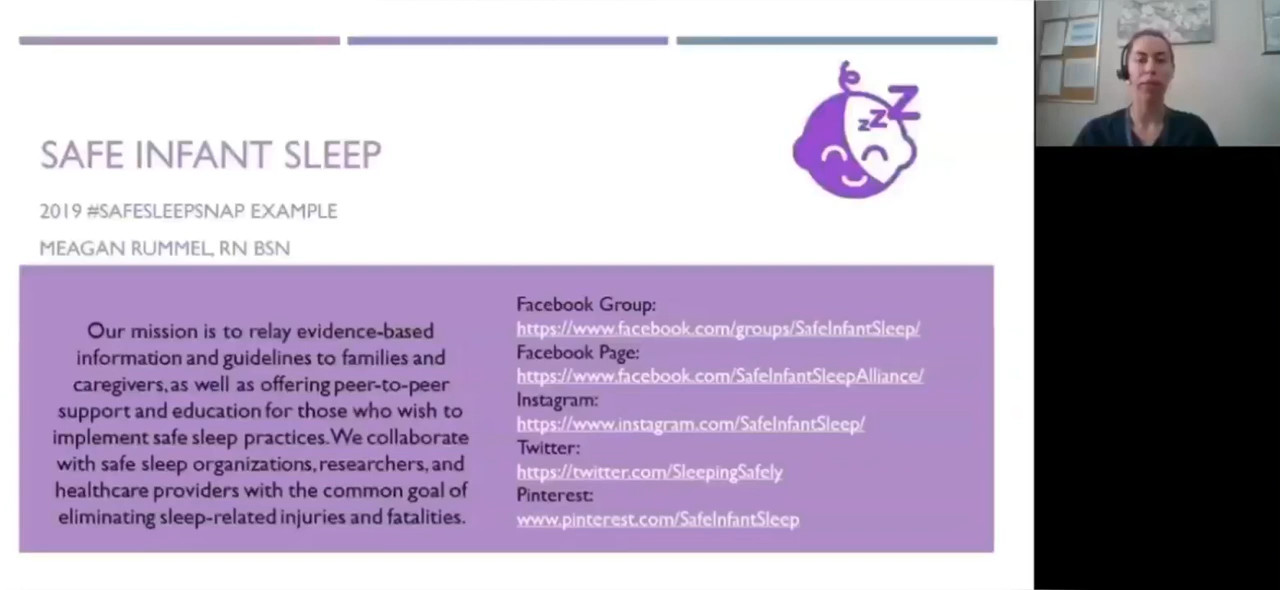 SAFE INFANT SLEEP
2019 #SAFESLEEPSNAP EXAMPLE
MEAGAN RUMMEL, RN BSN
Our mission is to relay evidence-based
information and guidelines to families and
caregivers, as well as offering peer-to-peer
support and education for those who wish to
implement safe sleep practices. We collaborate
with safe sleep organizations, researchers, and
healthcare providers with the common goal of
eliminating sleep-related injuries and fatalities.
Facebook Group:
https://www.facebook.com/groups/SafeInfantSleep/
Facebook Page:
https://www.facebook.com/SafeInfantSleepAlliance/
Instagram:
https://www.instagram.com/SafeInfantSleep/
Twitter:
https://twitter.com/SleepingSafely
Pinterest:
www.pinterest.com/SafeInfantSleep
z z Z